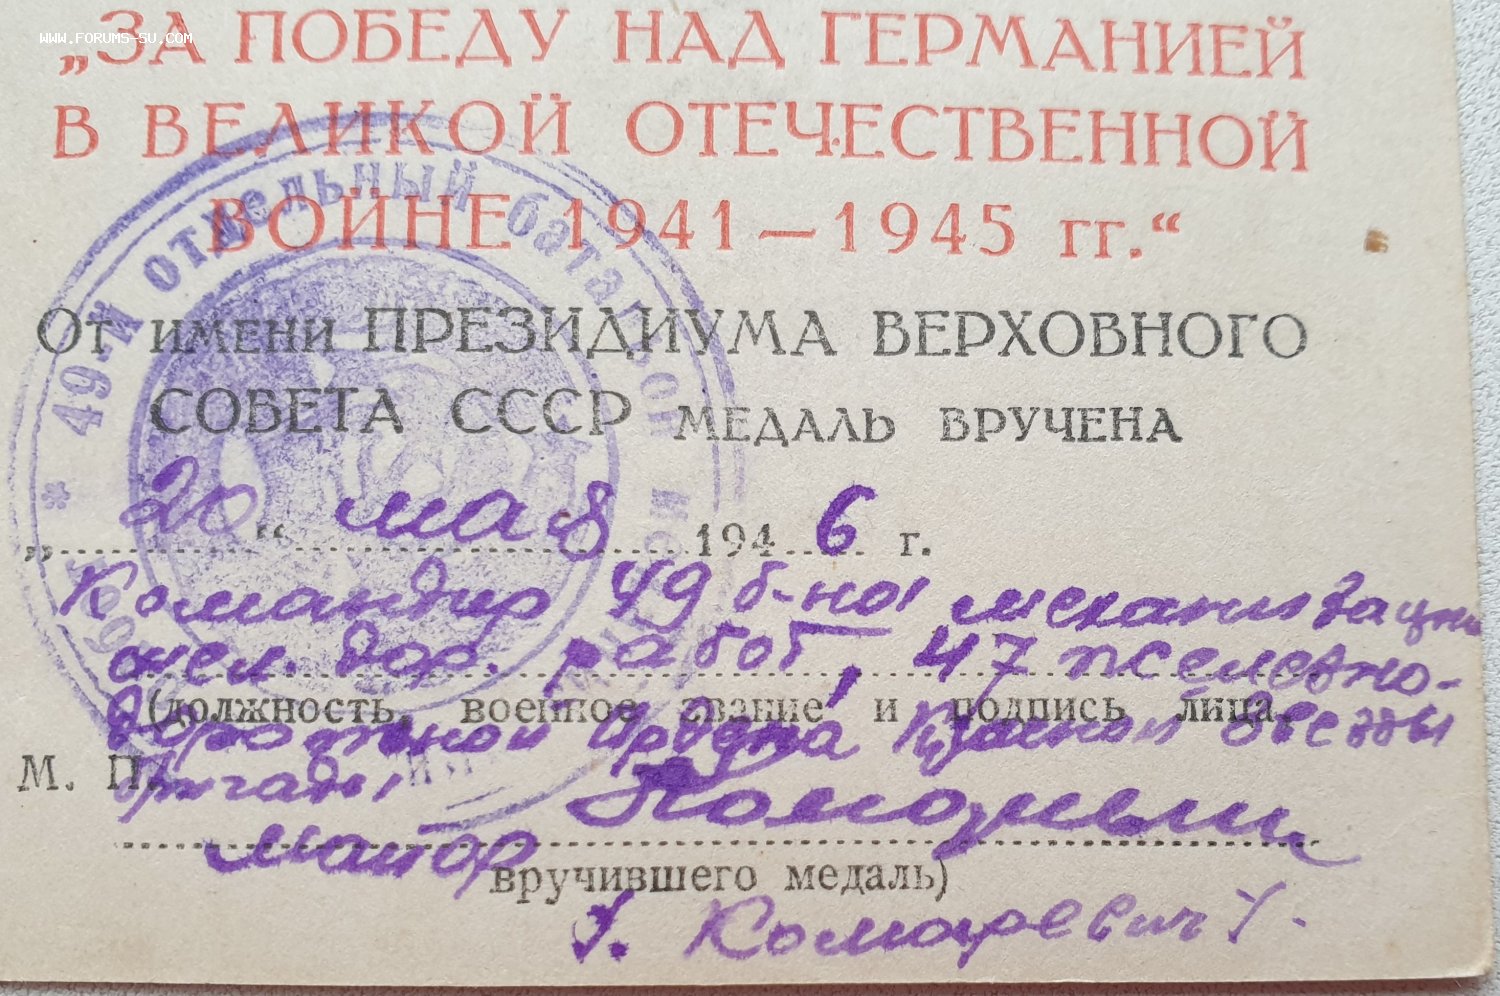 WWW.FORUMS-SU.COM
„ЗА ПОБЕДУ НАД ГЕРМАНИЕЙ
В ВЕЛИКОЙ ОТЕЧЕСТВЕННОЙ
ВОЙНЕ 1941—1945 гг.“
49-й отдельный батальон
От имени ПРЕЗИДИУМА ВЕРХОВНОГО
СОВЕТА СССР МЕДАЛЬ ВРУЧЕНА
„20“ мая 1946 г.
Командир 49 б-на механизации
жел. дор. работ, 47 железно-
(должность, военное звание и подпись лица,
дорожной ордена Красной Звезды
М. П.
бригады
майор
вручившего медаль)